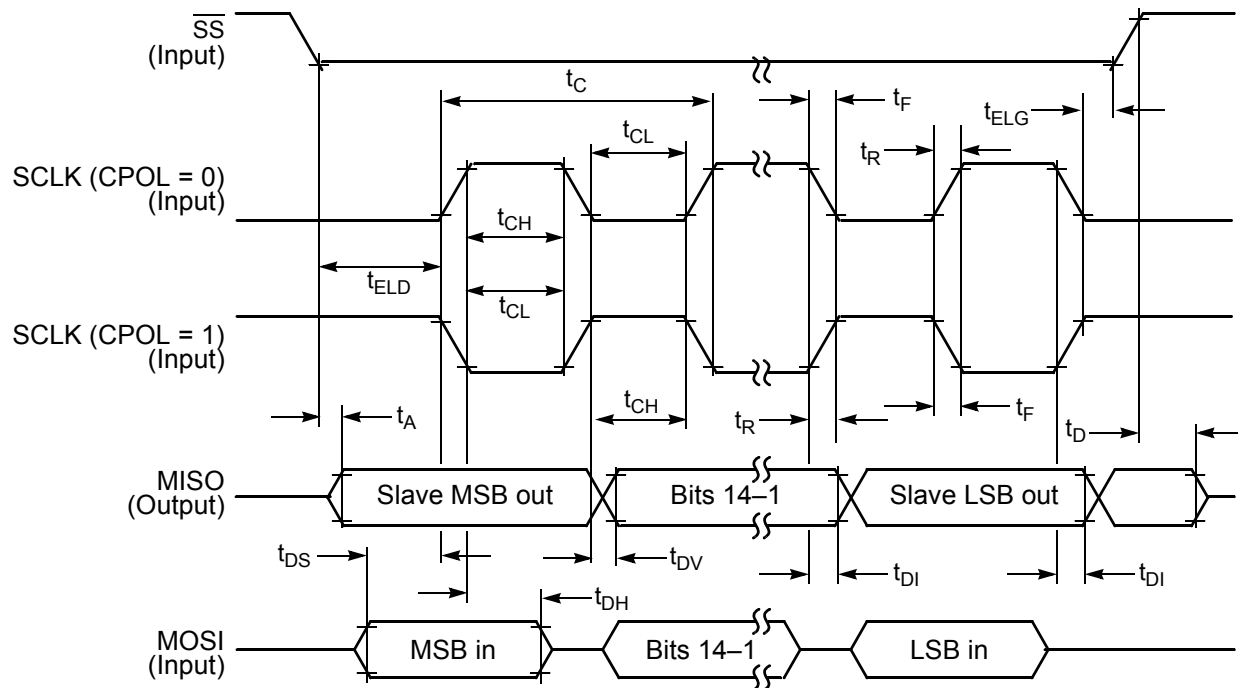 SS
(Input)
t_C
t_F
t_ELG
t_CL
t_R
SCLK (CPOL = 0)
(Input)
t_CH
t_ELD
t_CL
SCLK (CPOL = 1)
(Input)
t_A
t_CH
t_R
t_F
t_D
MISO
(Output)
Slave MSB out
Bits 14–1
Slave LSB out
t_DS
t_DV
t_DI
t_DI
t_DH
MOSI
(Input)
MSB in
Bits 14–1
LSB in